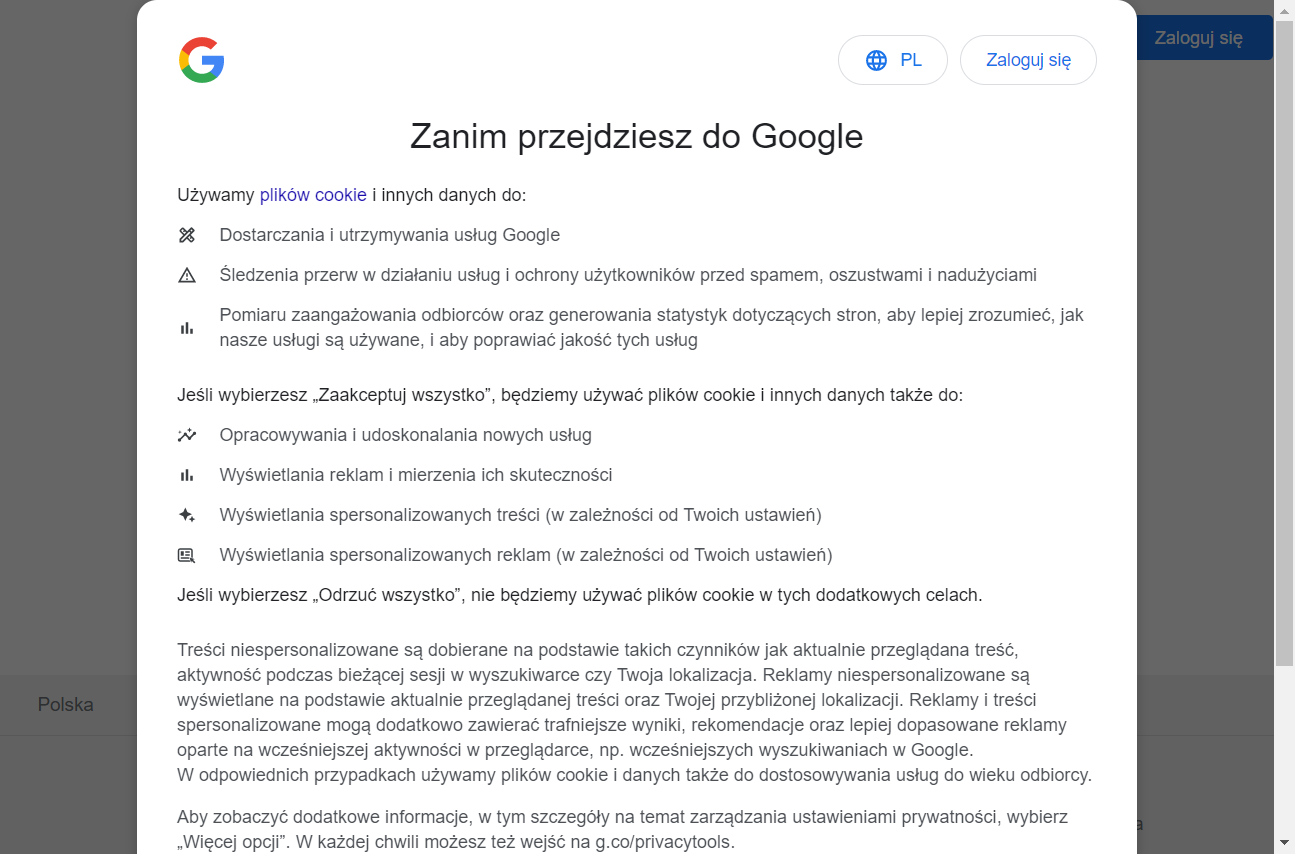 PL
Zaloguj się
Zaloguj się
Zanim przejdziesz do Google
Używamy plików cookie i innych danych do:
Dostarczania i utrzymywania usług Google
Śledzenia przerw w działaniu usług i ochrony użytkowników przed spamem, oszustwami i nadużyciami
Pomiaru zaangażowania odbiorców oraz generowania statystyk dotyczących stron, aby lepiej zrozumieć, jak
nasze usługi są używane, i aby poprawiać jakość tych usług
Jeśli wybierzesz „Zaakceptuj wszystko”, będziemy używać plików cookie i innych danych także do:
Opracowywania i udoskonalania nowych usług
Wyświetlania reklam i mierzenia ich skuteczności
Wyświetlania spersonalizowanych treści (w zależności od Twoich ustawień)
Wyświetlania spersonalizowanych reklam (w zależności od Twoich ustawień)
Jeśli wybierzesz „Odrzuć wszystko”, nie będziemy używać plików cookie w tych dodatkowych celach.
Treści niespersonalizowane są dobierane na podstawie takich czynników jak aktualnie przeglądana treść,
aktywność podczas bieżącej sesji w wyszukiwarce czy Twoja lokalizacja. Reklamy niespersonalizowane są
wyświetlane na podstawie aktualnie przeglądanej treści oraz Twojej przybliżonej lokalizacji. Reklamy i treści
spersonalizowane mogą dodatkowo zawierać trafniejsze wyniki, rekomendacje oraz lepiej dopasowane reklamy
oparte na wcześniejszej aktywności w przeglądarce, np. wcześniejszych wyszukiwaniach w Google.
W odpowiednich przypadkach używamy plików cookie i danych także do dostosowywania usług do wieku odbiorcy.
Aby zobaczyć dodatkowe informacje, w tym szczegóły na temat zarządzania ustawieniami prywatności, wybierz
„Więcej opcji”. W każdej chwili możesz też wejść na g.co/privacytools.
Polska